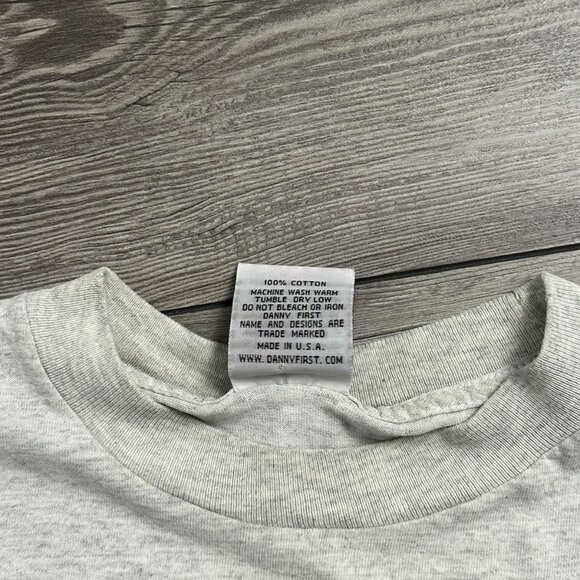 100% COTTON
MACHINE WASH WARM
TUMBLE DRY LOW
DO NOT BLEACH OR IRON
DANNY FIRST
NAME AND DESIGNS ARE
TRADE MARKED
MADE IN U.S.A.
WWW.DANNYFIRST.COM